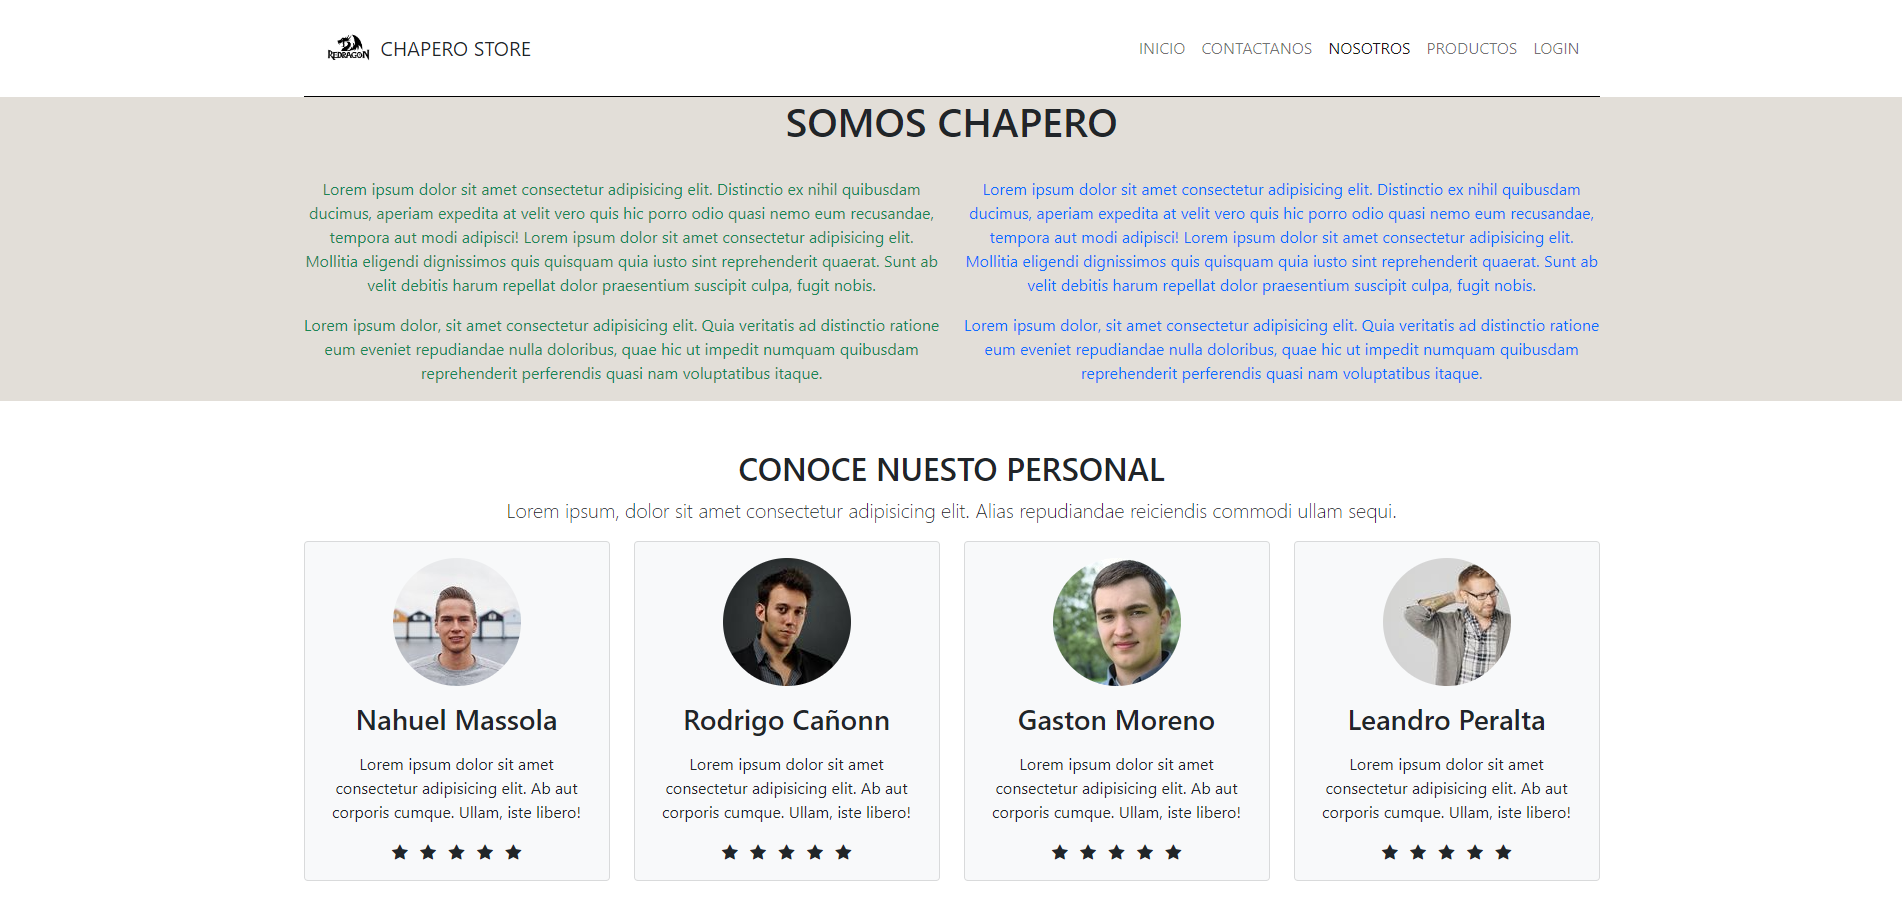 REDRAGON CHAPERO STORE INICIO CONTACTANOS NOSOTROS PRODUCTOS LOGIN
SOMOS CHAPERO
Lorem ipsum dolor sit amet consectetur adipisicing elit. Distinctio ex nihil quibusdam
ducimus, aperiam expedita at velit vero quis hic porro odio quasi nemo eum recusandae,
tempora aut modi adipisci! Lorem ipsum dolor sit amet consectetur adipisicing elit.
Mollitia eligendi dignissimos quis quisquam quia iusto sint reprehenderit quaerat. Sunt ab
velit debitis harum repellat dolor praesentium suscipit culpa, fugit nobis.
Lorem ipsum dolor, sit amet consectetur adipisicing elit. Quia veritatis ad distinctio ratione
eum eveniet repudiandae nulla doloribus, quae hic ut impedit numquam quibusdam
reprehenderit perferendis quasi nam voluptatibus itaque.
Lorem ipsum dolor sit amet consectetur adipisicing elit. Distinctio ex nihil quibusdam
ducimus, aperiam expedita at velit vero quis hic porro odio quasi nemo eum recusandae,
tempora aut modi adipisci! Lorem ipsum dolor sit amet consectetur adipisicing elit.
Mollitia eligendi dignissimos quis quisquam quia iusto sint reprehenderit quaerat. Sunt ab
velit debitis harum repellat dolor praesentium suscipit culpa, fugit nobis.
Lorem ipsum dolor, sit amet consectetur adipisicing elit. Quia veritatis ad distinctio ratione
eum eveniet repudiandae nulla doloribus, quae hic ut impedit numquam quibusdam
reprehenderit perferendis quasi nam voluptatibus itaque.
CONOCE NUESTO PERSONAL
Lorem ipsum, dolor sit amet consectetur adipisicing elit. Alias repudiandae reiciendis commodi ullam sequi.
Nahuel Massola
Lorem ipsum dolor sit amet
consectetur adipisicing elit. Ab aut
corporis cumque. Ullam, iste libero!
Rodrigo Cañonn
Lorem ipsum dolor sit amet
consectetur adipisicing elit. Ab aut
corporis cumque. Ullam, iste libero!
Gaston Moreno
Lorem ipsum dolor sit amet
consectetur adipisicing elit. Ab aut
corporis cumque. Ullam, iste libero!
Leandro Peralta
Lorem ipsum dolor sit amet
consectetur adipisicing elit. Ab aut
corporis cumque. Ullam, iste libero!